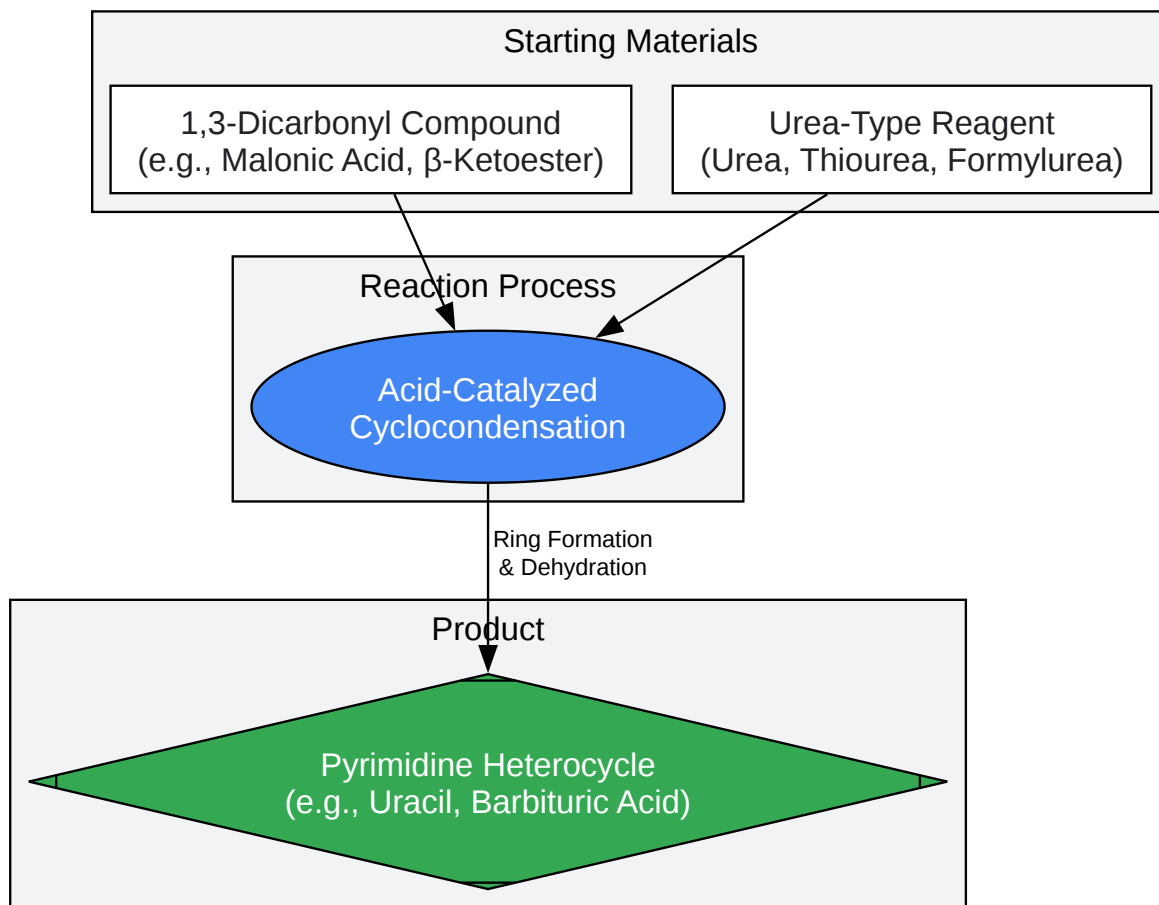 Starting Materials
1,3-Dicarbonyl Compound
(e.g., Malonic Acid, β-Ketoester)
Urea-Type Reagent
(Urea, Thiourea, Formylurea)
Reaction Process
Acid-Catalyzed
Cyclocondensation
Ring Formation
& Dehydration
Product
Pyrimidine Heterocycle
(e.g., Uracil, Barbituric Acid)